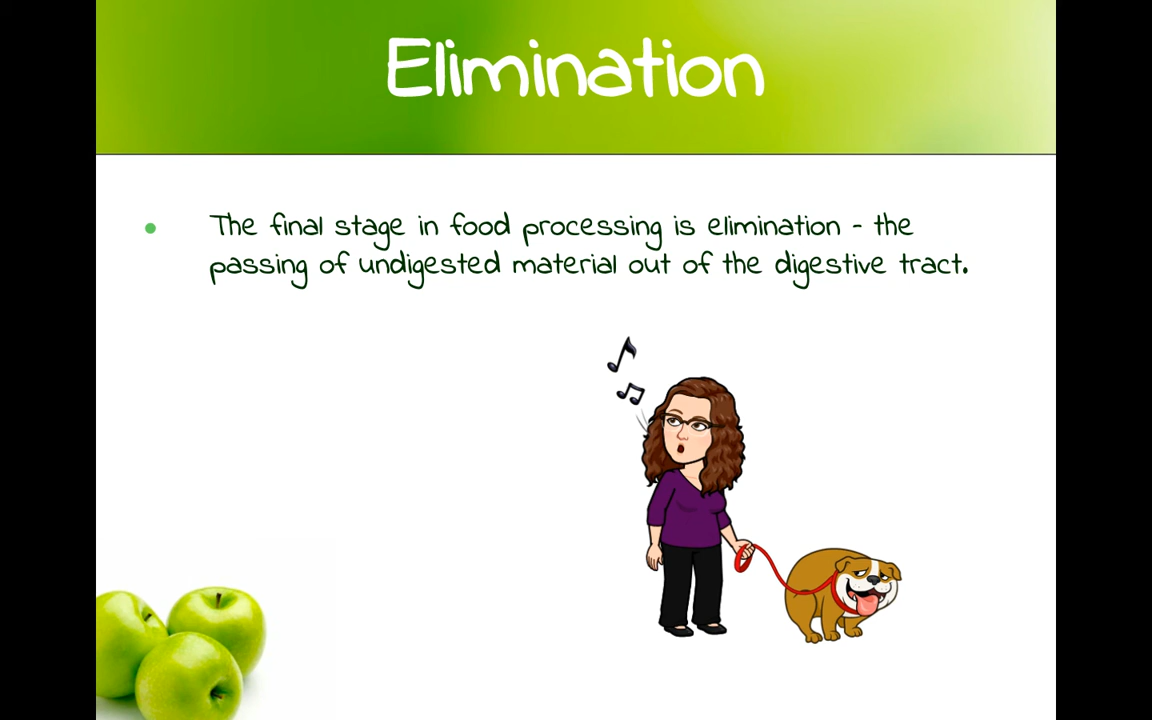 Elimination
The final stage in food processing is elimination - the
passing of undigested material out of the digestive tract.